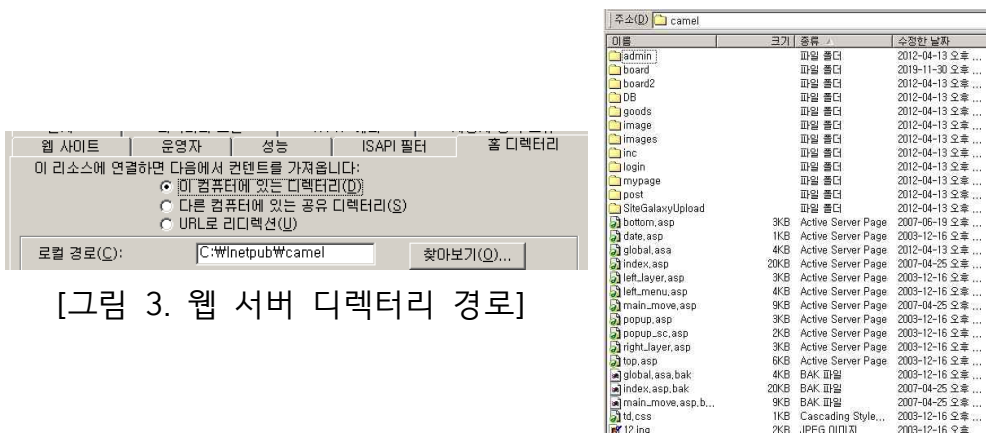 웹 사이트 운영자 성능 ISAPI 필터 홈 디렉터리
이 리소스에 연결하면 다음에서 컨텐트를 가져옵니다:
이 컴퓨터에 있는 디렉터리(D)
다른 컴퓨터에 있는 공유 디렉터리(S)
URL로 리디렉션(U)
로컬 경로(C): C:₩Inetpub₩camel 찾아보기(O)...
[그림 3. 웹 서버 디렉터리 경로]
주소(D) camel
이름 크기 종류 수정한 날짜
admin 파일 폴더 2012-04-13 오후 ...
board 파일 폴더 2019-11-30 오후 ...
board2 파일 폴더 2012-04-13 오후 ...
DB 파일 폴더 2012-04-13 오후 ...
goods 파일 폴더 2012-04-13 오후 ...
image 파일 폴더 2012-04-13 오후 ...
images 파일 폴더 2012-04-13 오후 ...
inc 파일 폴더 2012-04-13 오후 ...
login 파일 폴더 2012-04-13 오후 ...
mypage 파일 폴더 2012-04-13 오후 ...
post 파일 폴더 2012-04-13 오후 ...
SiteGalaxyUpload 파일 폴더 2012-04-13 오후 ...
bottom.asp 3KB Active Server Page 2007-06-19 오후 ...
date.asp 1KB Active Server Page 2003-12-16 오후 ...
global.asa 4KB Active Server Page 2012-04-13 오후 ...
index.asp 20KB Active Server Page 2007-04-25 오후 ...
left_layer.asp 3KB Active Server Page 2003-12-16 오후 ...
left_menu.asp 4KB Active Server Page 2003-12-16 오후 ...
main_move.asp 9KB Active Server Page 2007-04-25 오후 ...
popup.asp 3KB Active Server Page 2003-12-16 오후 ...
popup_sc.asp 2KB Active Server Page 2003-12-16 오후 ...
right_layer.asp 3KB Active Server Page 2003-12-16 오후 ...
top.asp 6KB Active Server Page 2003-12-16 오후 ...
global.asa.bak 4KB BAK 파일 2003-12-16 오후 ...
index.asp.bak 20KB BAK 파일 2007-04-25 오후 ...
main_move.asp.b... 9KB BAK 파일 2007-04-25 오후 ...
td.css 1KB Cascading Style... 2003-12-16 오후 ...
2KB JPEG 이미지 2003-12-16 오후